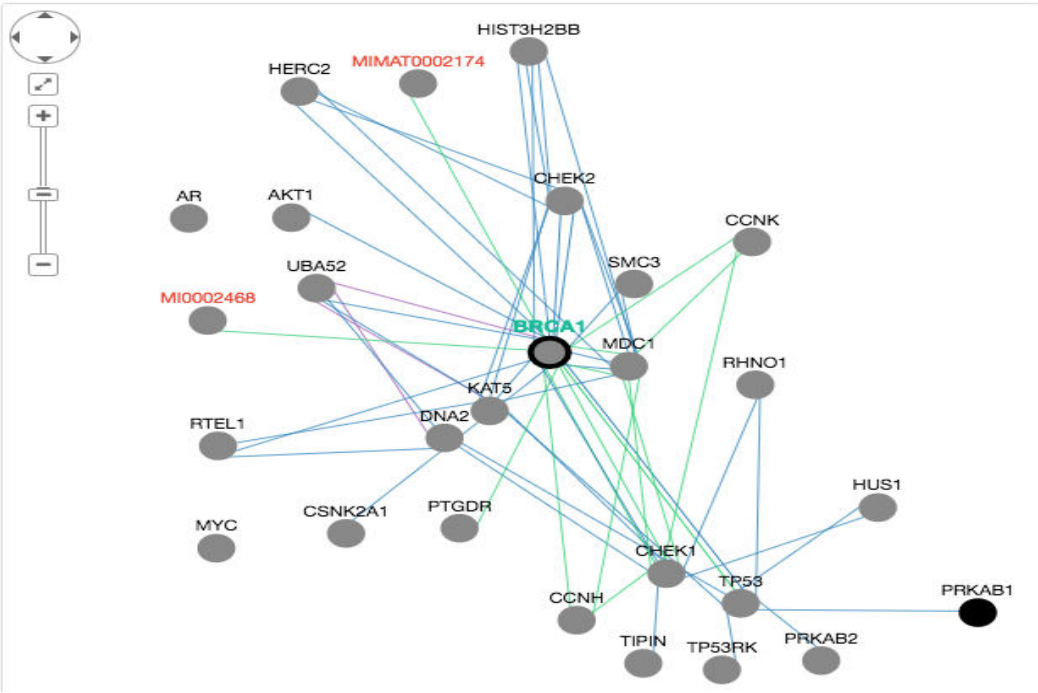 HIST3H2BB
MIMAT0002174
HERC2
CHEK2
AR
AKT1
CCNK
SMC3
UBA52
MI0002468
BRCA1
MDC1
RHNO1
KAT5
DNA2
RTEL1
HUS1
PTGDR
CSNK2A1
MYC
CHEK1
TP53
PRKAB1
CCNH
PRKAB2
TIPIN
TP53RK